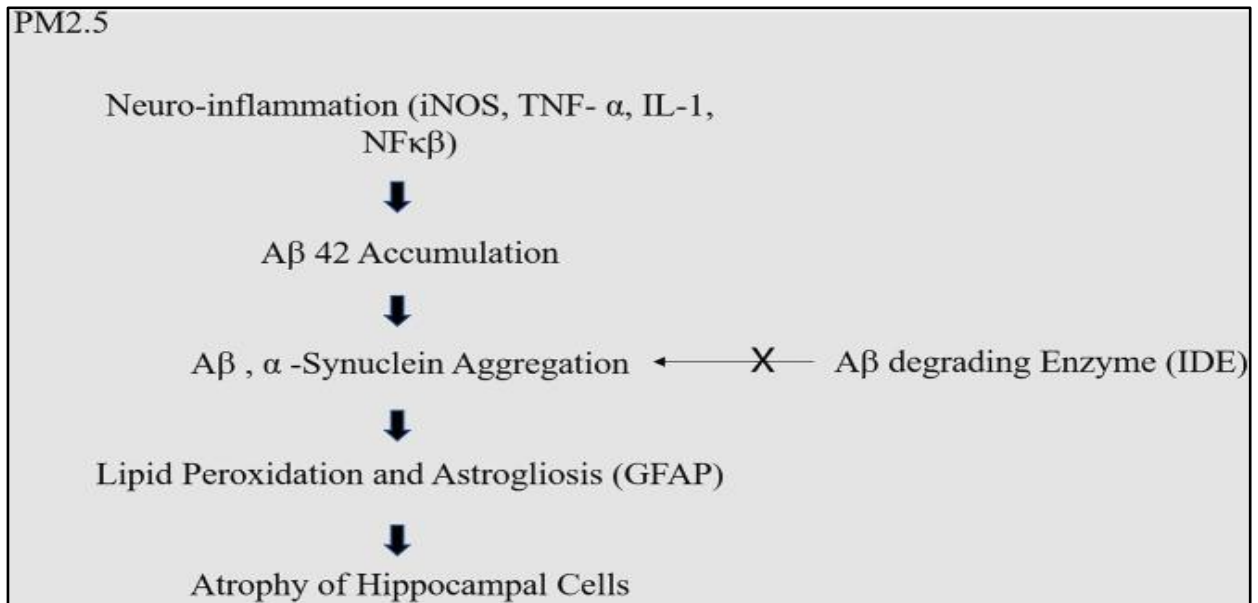 PM2.5
Neuro-inflammation (iNOS, TNF- α, IL-1,
NFκβ)
Aβ 42 Accumulation
Aβ , α -Synuclein Aggregation
X
Aβ degrading Enzyme (IDE)
Lipid Peroxidation and Astrogliosis (GFAP)
Atrophy of Hippocampal Cells